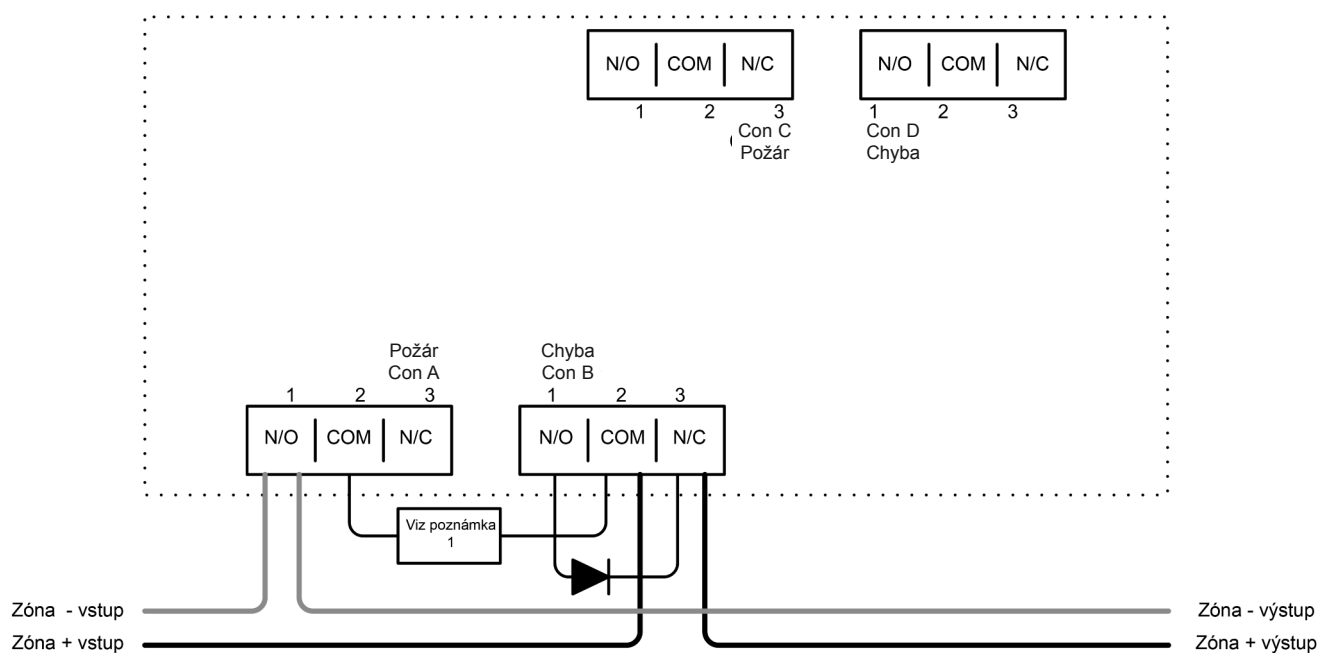 N/O COM N/C
N/O COM N/C
1 2 3
1 2 3
Con C
Požár
Con D
Chyba
Požár
Con A
Chyba
Con B
1 2 3
1 2 3
N/O COM N/C
N/O COM N/C
Viz poznámka
1
Zóna - vstup
Zóna - výstup
Zóna + vstup
Zóna + výstup